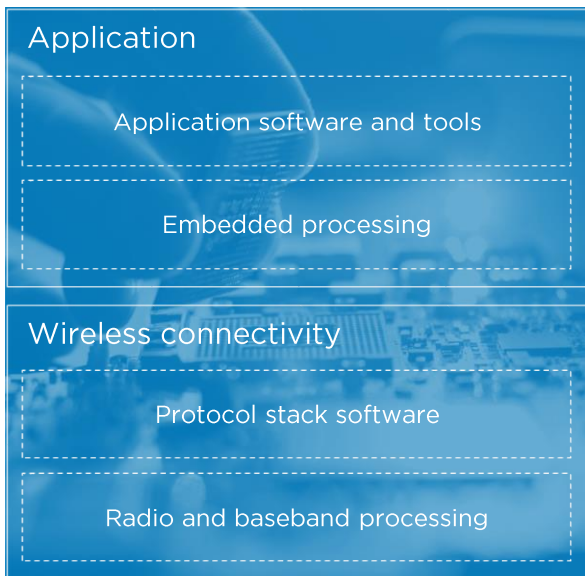 Application
Application software and tools
Embedded processing
Wireless connectivity
Protocol stack software
Radio and baseband processing